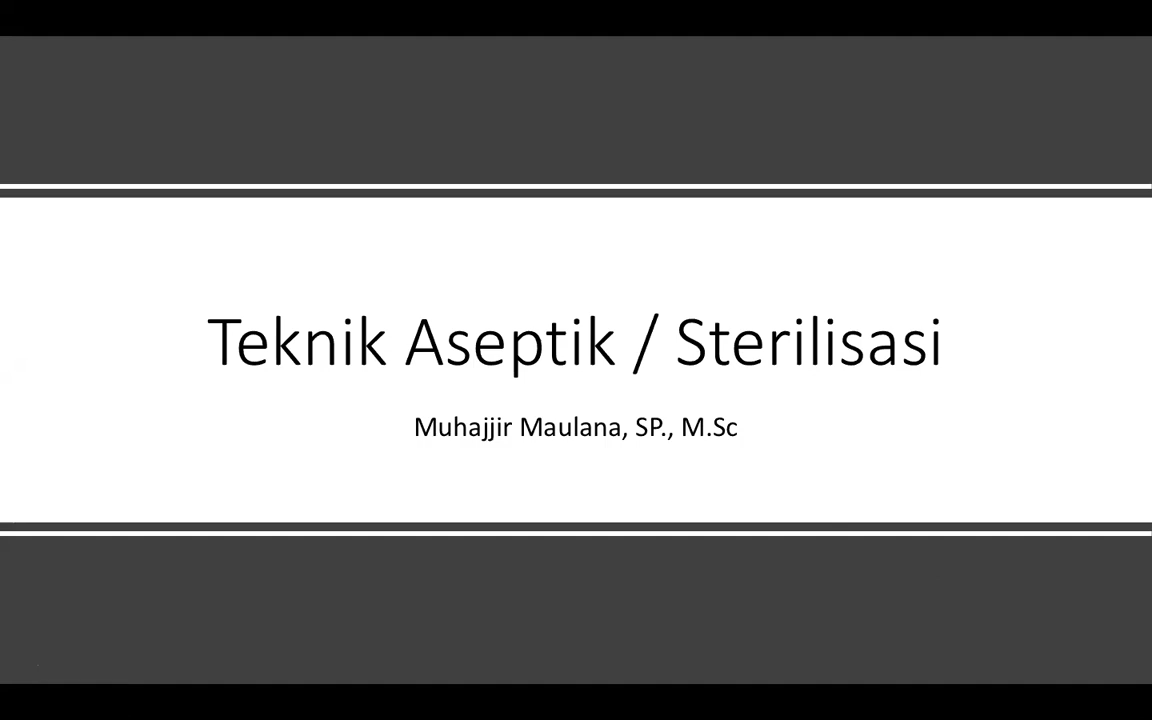 Teknik Aseptik / Sterilisasi
Muhajjir Maulana, SP., M.Sc